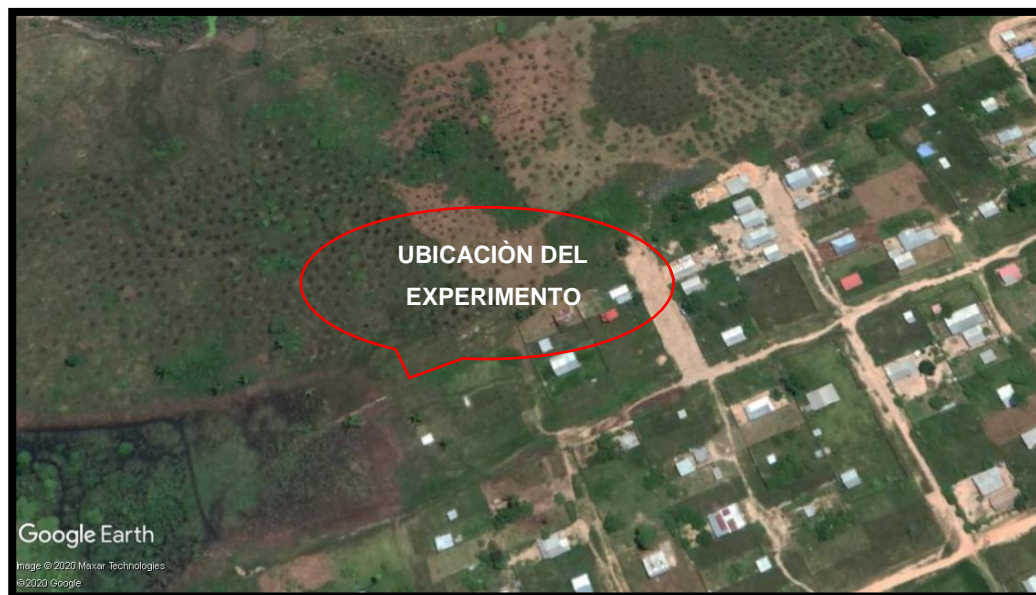 UBICACIÒN DEL
EXPERIMENTO
Google Earth
Image © 2020 Maxar Technologies
© 2020 Google